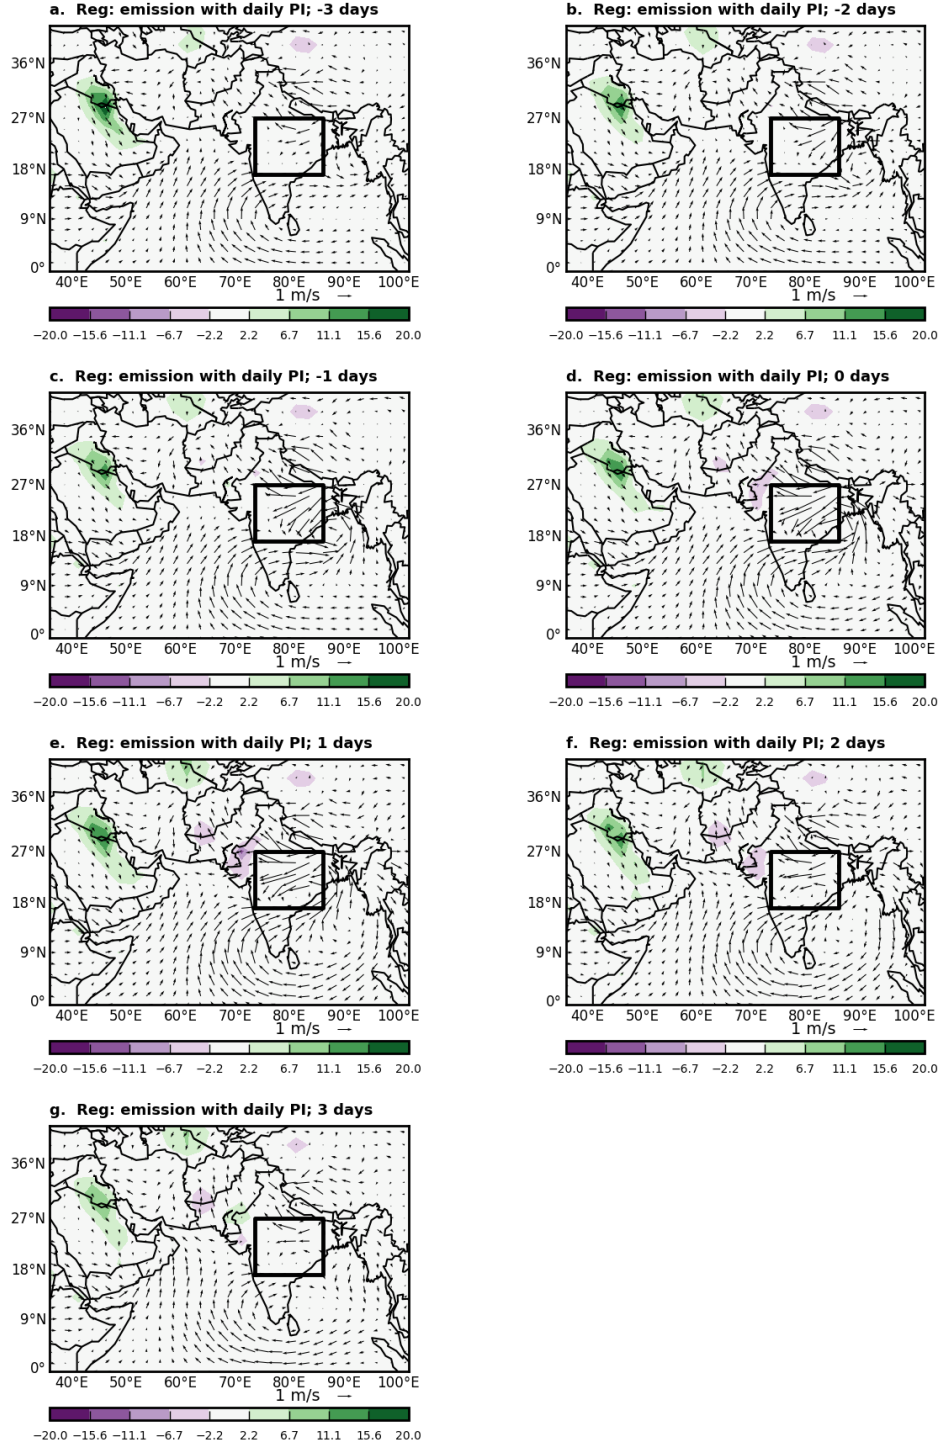 a.  Reg: emission with daily PI; -3 days
36°N
27°N
18°N
9°N
0°
40°E 50°E 60°E 70°E 80°E 90°E 100°E
1 m/s
−20.0 −15.6 −11.1 −6.7 −2.2 2.2 6.7 11.1 15.6 20.0
b.  Reg: emission with daily PI; -2 days
36°N
27°N
18°N
9°N
0°
40°E 50°E 60°E 70°E 80°E 90°E 100°E
1 m/s
−20.0 −15.6 −11.1 −6.7 −2.2 2.2 6.7 11.1 15.6 20.0
c.  Reg: emission with daily PI; -1 days
36°N
27°N
18°N
9°N
0°
40°E 50°E 60°E 70°E 80°E 90°E 100°E
1 m/s
−20.0 −15.6 −11.1 −6.7 −2.2 2.2 6.7 11.1 15.6 20.0
d.  Reg: emission with daily PI; 0 days
36°N
27°N
18°N
9°N
0°
40°E 50°E 60°E 70°E 80°E 90°E 100°E
1 m/s
−20.0 −15.6 −11.1 −6.7 −2.2 2.2 6.7 11.1 15.6 20.0
e.  Reg: emission with daily PI; 1 days
36°N
27°N
18°N
9°N
0°
40°E 50°E 60°E 70°E 80°E 90°E 100°E
1 m/s
−20.0 −15.6 −11.1 −6.7 −2.2 2.2 6.7 11.1 15.6 20.0
f.  Reg: emission with daily PI; 2 days
36°N
27°N
18°N
9°N
0°
40°E 50°E 60°E 70°E 80°E 90°E 100°E
1 m/s
−20.0 −15.6 −11.1 −6.7 −2.2 2.2 6.7 11.1 15.6 20.0
g.  Reg: emission with daily PI; 3 days
36°N
27°N
18°N
9°N
0°
40°E 50°E 60°E 70°E 80°E 90°E 100°E
1 m/s
−20.0 −15.6 −11.1 −6.7 −2.2 2.2 6.7 11.1 15.6 20.0